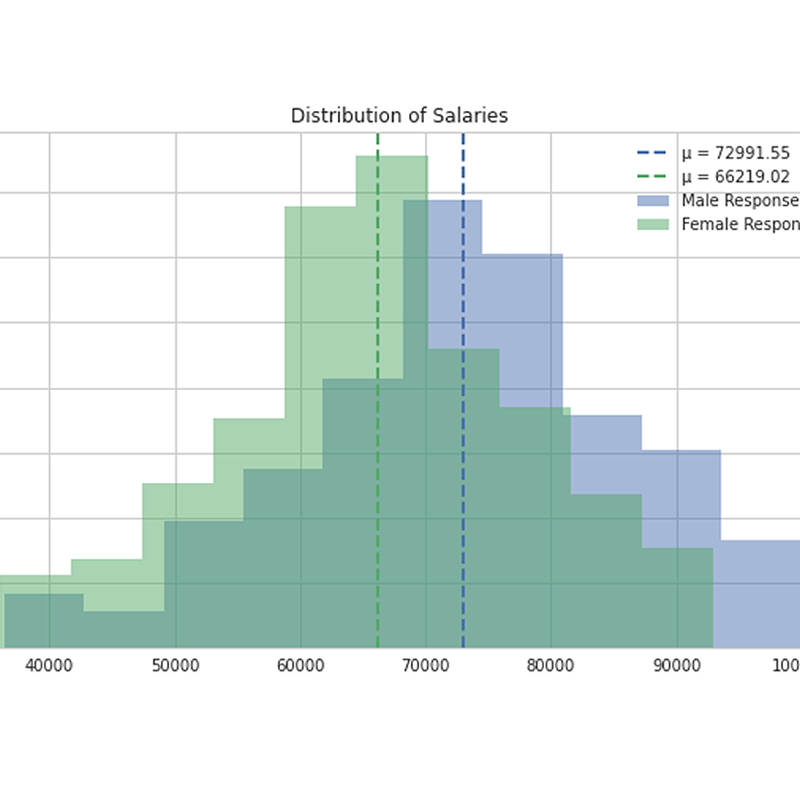 Distribution of Salaries
μ = 72991.55
μ = 66219.02
Male Response
Female Respon
40000 50000 60000 70000 80000 90000 100